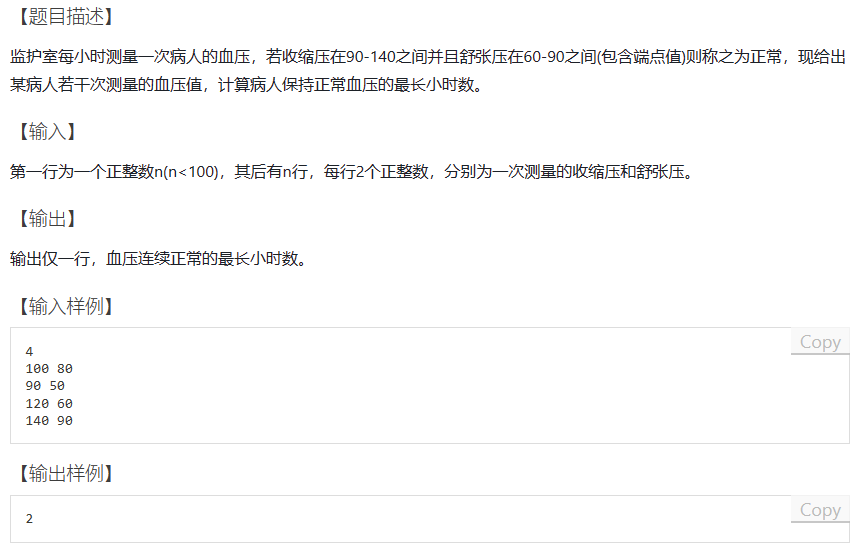 【题目描述】
监护室每小时测量一次病人的血压，若收缩压在90-140之间并且舒张压在60-90之间(包含端点值)则称之为正常，现给出
某病人若干次测量的血压值，计算病人保持正常血压的最长小时数。
【输入】
第一行为一个正整数n(n<100)，其后有n行，每行2个正整数，分别为一次测量的收缩压和舒张压。
【输出】
输出仅一行，血压连续正常的最长小时数。
【输入样例】
Copy
4
100 80
90 50
120 60
140 90
【输出样例】
Copy
2